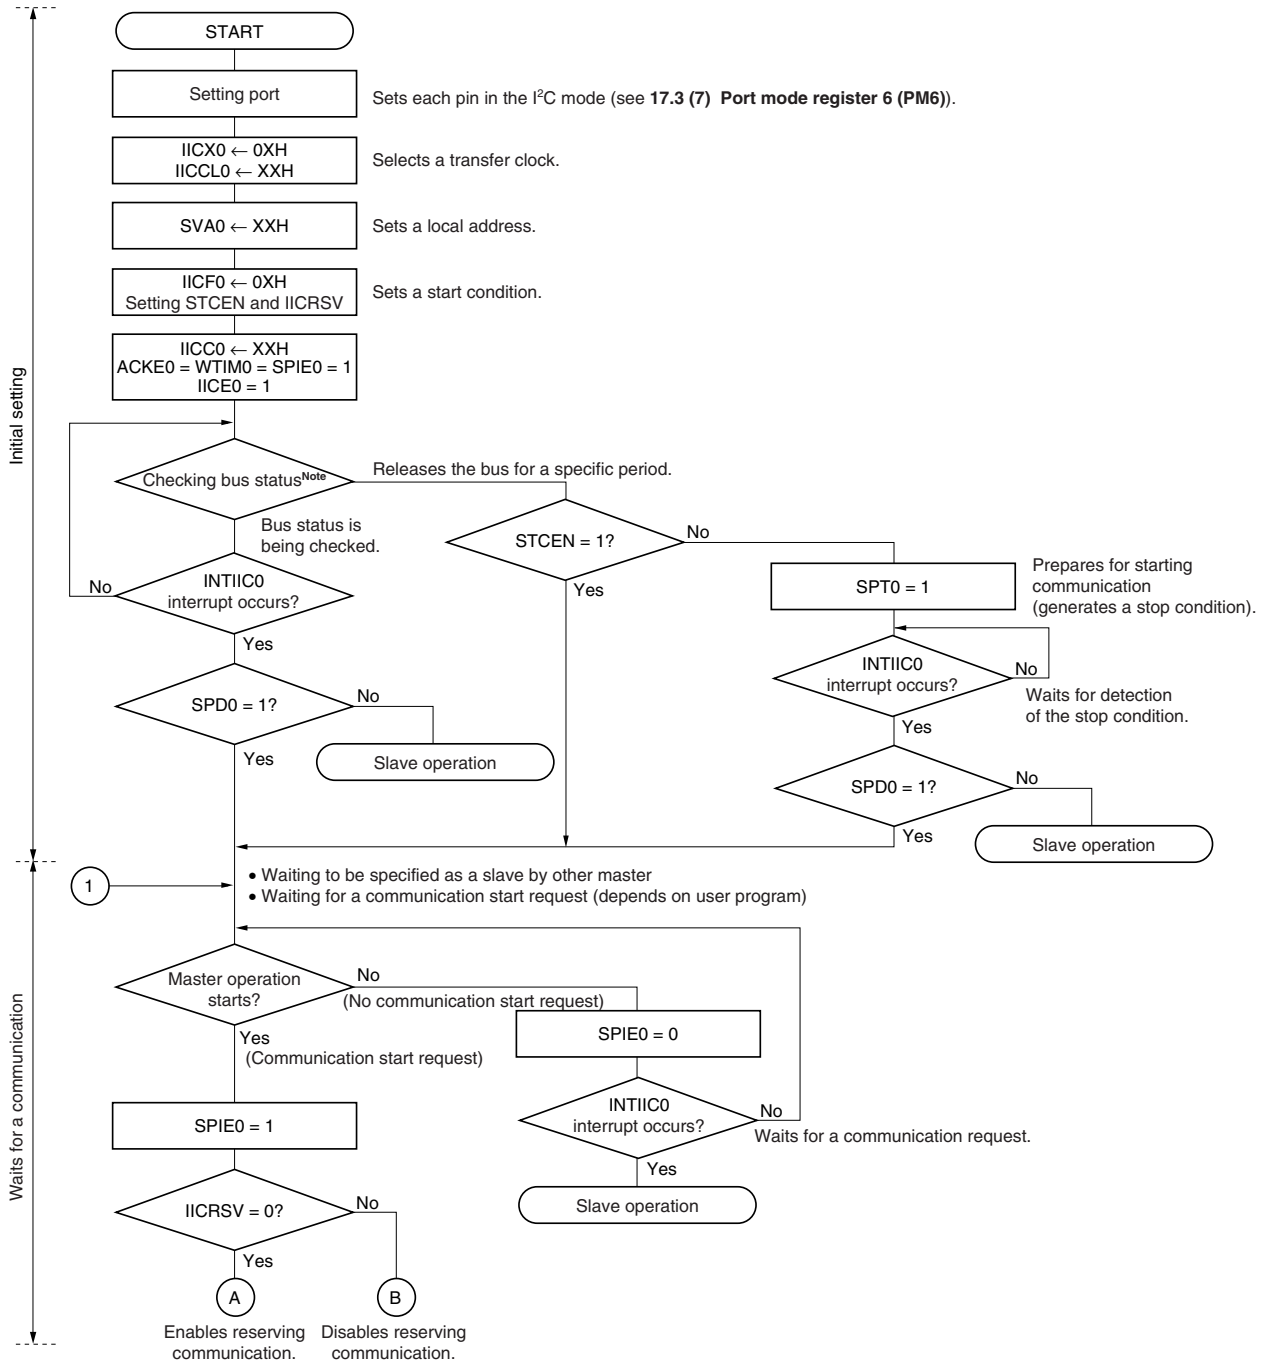 START
Setting port
Sets each pin in the I²C mode (see 17.3 (7) Port mode register 6 (PM6)).
IICX0 ← 0XH
IICCL0 ← XXH
Selects a transfer clock.
SVA0 ← XXH
Sets a local address.
IICF0 ← 0XH
Setting STCEN and IICRSV
Sets a start condition.
IICC0 ← XXH
ACKE0 = WTIM0 = SPIE0 = 1
IICE0 = 1
Initial setting
Checking bus statusNote
Releases the bus for a specific period.
Bus status is
being checked.
STCEN = 1?
No
Yes
SPT0 = 1
Prepares for starting
communication
(generates a stop condition).
INTIIC0
interrupt occurs?
No
Yes
INTIIC0
interrupt occurs?
No
Waits for detection
of the stop condition.
Yes
SPD0 = 1?
No
Yes
Slave operation
SPD0 = 1?
No
Yes
Slave operation
1
• Waiting to be specified as a slave by other master
• Waiting for a communication start request (depends on user program)
Waits for a communication
Master operation
starts?
No
(No communication start request)
Yes
(Communication start request)
SPIE0 = 0
INTIIC0
interrupt occurs?
No
Waits for a communication request.
Yes
Slave operation
SPIE0 = 1
IICRSV = 0?
No
Yes
A
B
Enables reserving
communication.
Disables reserving
communication.